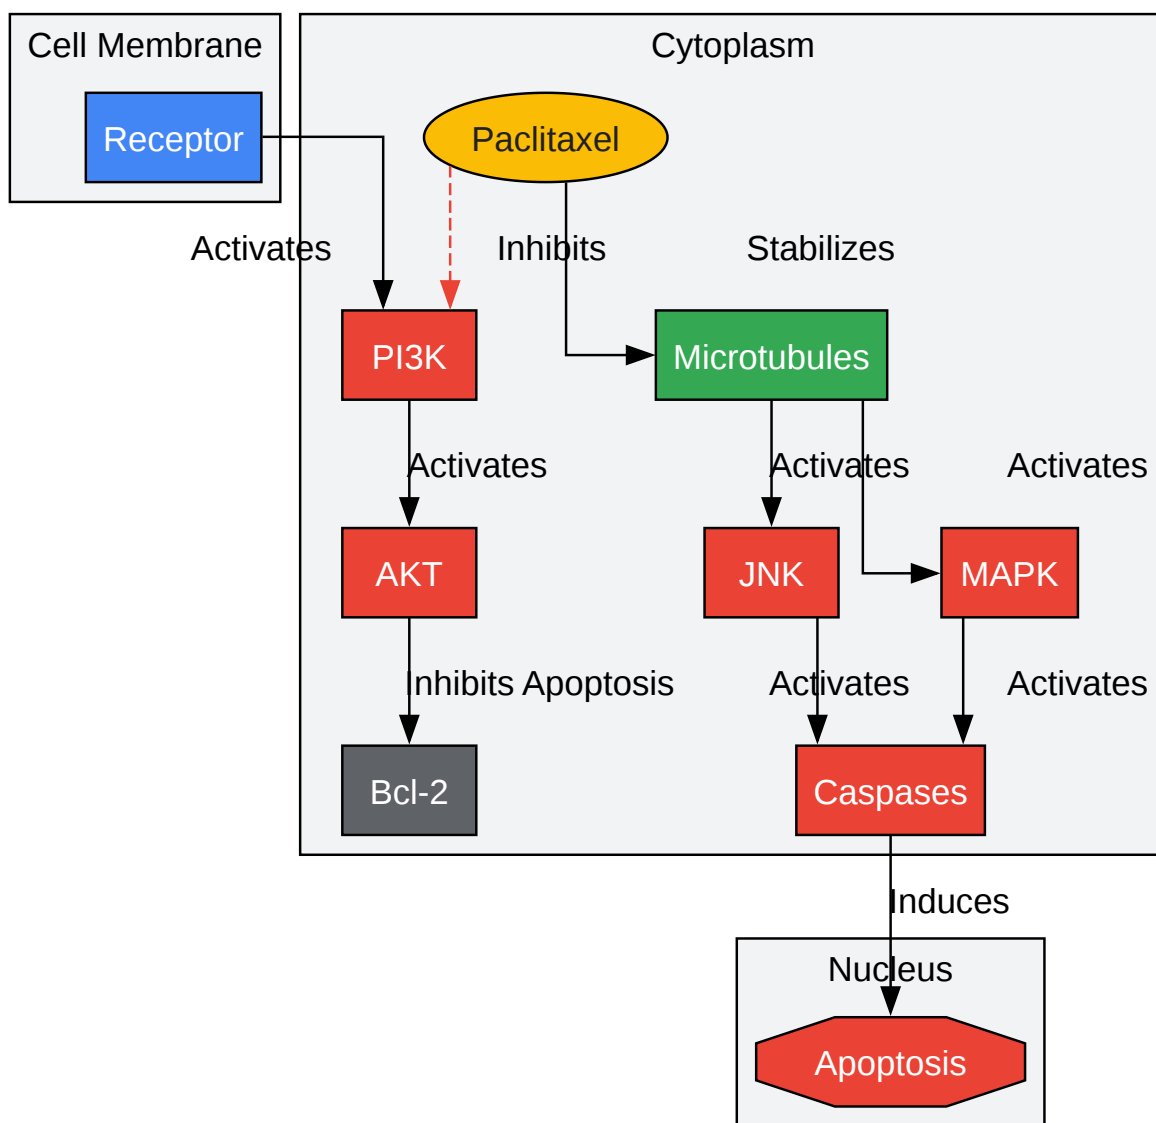 Cell Membrane
Cytoplasm
Receptor
Paclitaxel
Activates
Inhibits
Stabilizes
PI3K
Microtubules
Activates
Activates
Activates
AKT
JNK
MAPK
Inhibits Apoptosis
Activates
Activates
Bcl-2
Caspases
Induces
Nucleus
Apoptosis